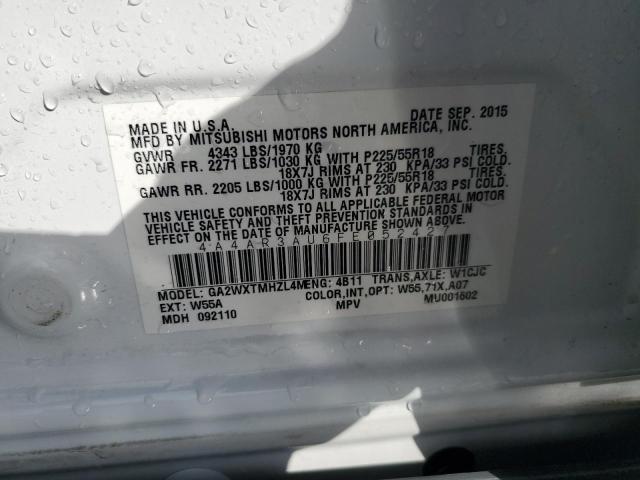 MADE IN U.S.A. DATE SEP. 2015
MFD BY MITSUBISHI MOTORS NORTH AMERICA, INC.
GVWR 4343 LBS/1970 KG
GAWR FR. 2271 LBS/1030 KG WITH P225/55R18 TIRES,
18X7J RIMS AT 230 KPA/33 PSI COLD.
GAWR RR. 2205 LBS/1000 KG WITH P225/55R18 TIRES,
18X7J RIMS AT 230 KPA/33 PSI COLD.
THIS VEHICLE CONFORMS TO ALL APPLICABLE FEDERAL MOTOR
VEHICLE SAFETY AND THEFT PREVENTION STANDARDS IN
EFFECT ON THE DATE OF MANUFACTURE SHOWN ABOVE.
4A4AR3AU6FE052427
MODEL: GA2WXTMHZL4M ENG: 4B11 TRANS,AXLE: W1CJC
EXT: W55A COLOR,INT,OPT: W55,71X,A07
MDH 092110 MPV MU001602